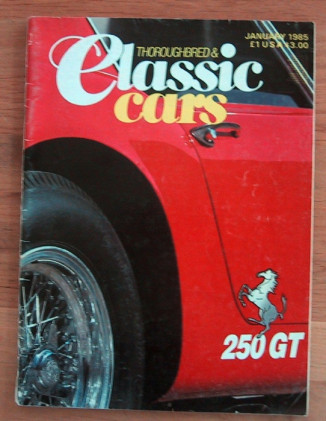 THOROUGHBRED &
Classic
cars
JANUARY 1985
£1 USA $3.00
250 GT